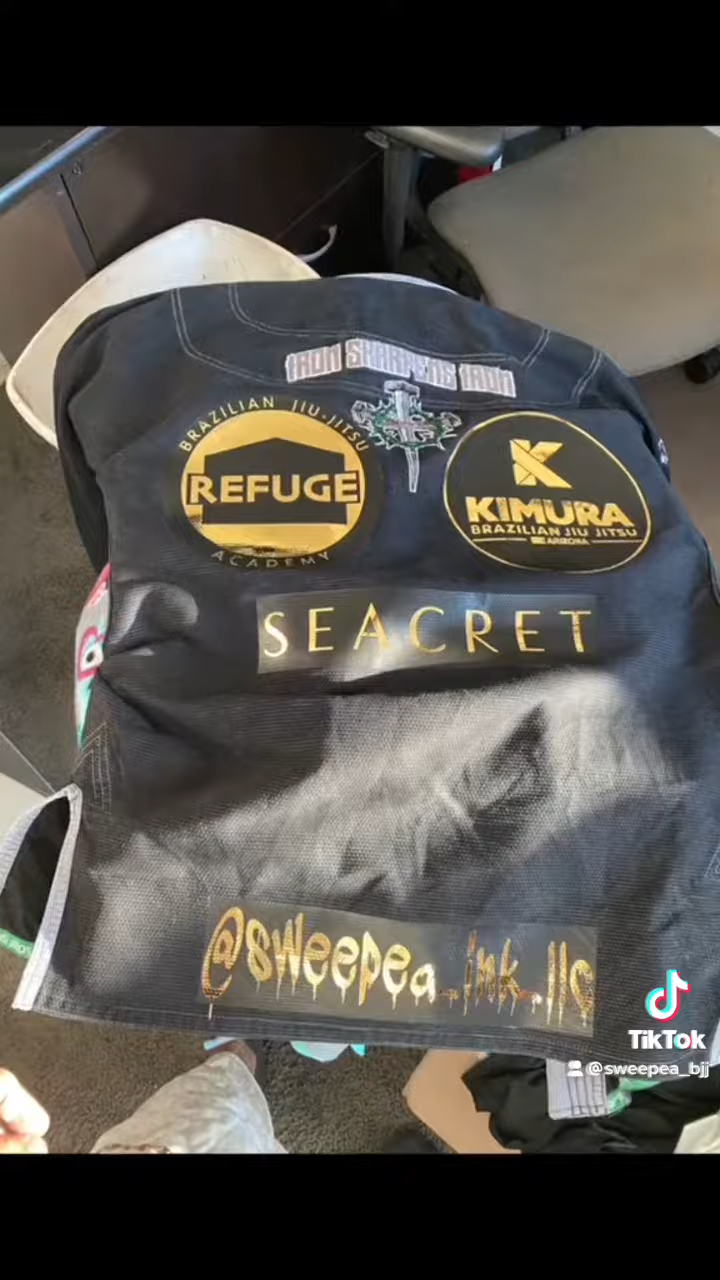 IRON SHARPENS IRON
BRAZILIAN JIU-JITSU
REFUGE
ACADEMY
K
KIMURA
BRAZILIAN JIU JITSU
ARIZONA
SEACRET
@sweepea_ink_llc
TikTok
@sweepea_bjj